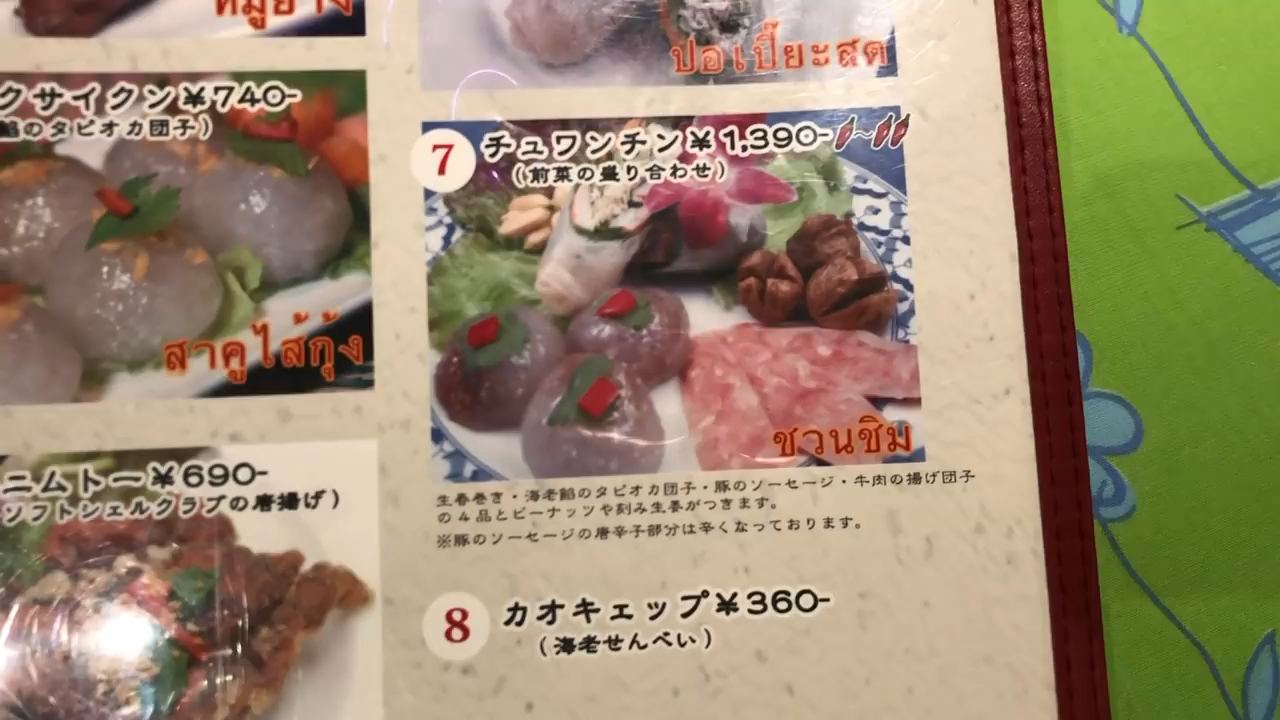 หมูย่าง
クサイクン¥740-
餡のタピオカ団子)
สาคูไส้กุ้ง
ニムトー¥690-
ソフトシェルクラブの唐揚げ)
ปอเปี๊ยะสด
7 チュワンチン¥1,390-
(前菜の盛り合わせ)
ชวนชิม
生春巻き・海老餡のタピオカ団子・豚のソーセージ・牛肉の揚げ団子
の4品とピーナッツや刻み生姜がつきます。
※豚のソーセージの唐辛子部分は辛くなっております。
8 カオキェップ¥360-
(海老せんべい)